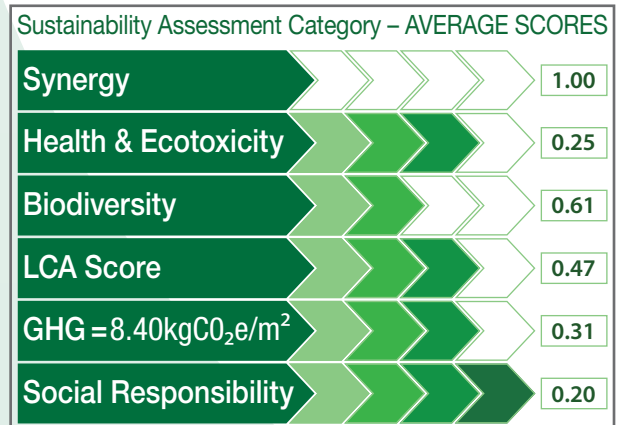 Sustainability Assessment Category – AVERAGE SCORES
Synergy 1.00
Health & Ecotoxicity 0.25
Biodiversity 0.61
LCA Score 0.47
GHG = 8.40kgC0₂e/m² 0.31
Social Responsibility 0.20